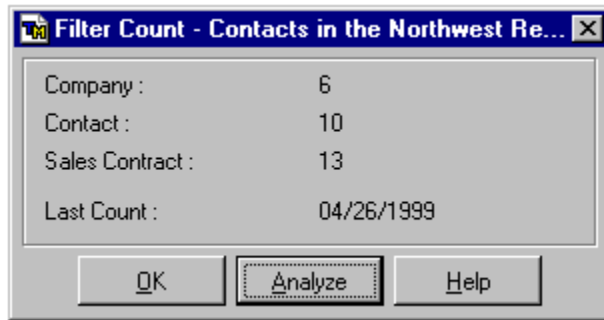 Filter Count - Contacts in the Northwest Re...
Company : 6
Contact : 10
Sales Contract : 13
Last Count : 04/26/1999
OK Analyze Help